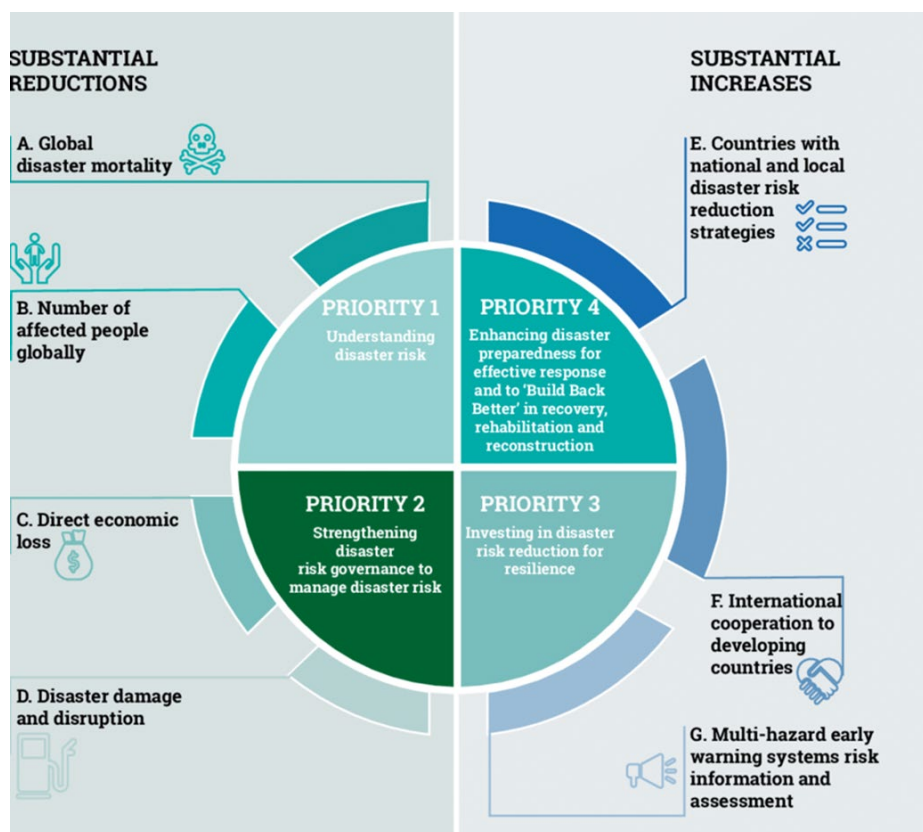 SUBSTANTIAL
REDUCTIONS
A. Global
disaster mortality
B. Number of
affected people
globally
C. Direct economic
loss
$
D. Disaster damage
and disruption
PRIORITY 1
Understanding
disaster risk
PRIORITY 2
Strengthening
disaster
risk governance to
manage disaster risk
PRIORITY 4
Enhancing disaster
preparedness for
effective response
and to ‘Build Back
Better’ in recovery,
rehabilitation and
reconstruction
PRIORITY 3
Investing in disaster
risk reduction for
resilience
SUBSTANTIAL
INCREASES
E. Countries with
national and local
disaster risk
reduction
strategies
F. International
cooperation to
developing
countries
G. Multi-hazard early
warning systems risk
information and
assessment